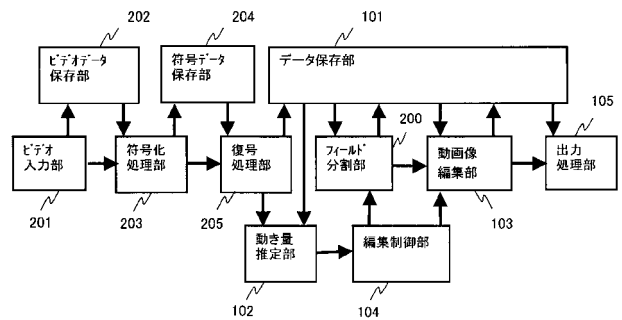 202
204
101
ﾋﾞﾃﾞｵﾃﾞｰﾀ
保存部
符号ﾃﾞｰﾀ
保存部
データ保存部
200
105
ﾋﾞﾃﾞｵ
入力部
符号化
処理部
復号
処理部
ﾌｨｰﾙﾄﾞ
分割部
動画像
編集部
出力
処理部
201
203
205
103
動き量
推定部
編集制御部
102
104